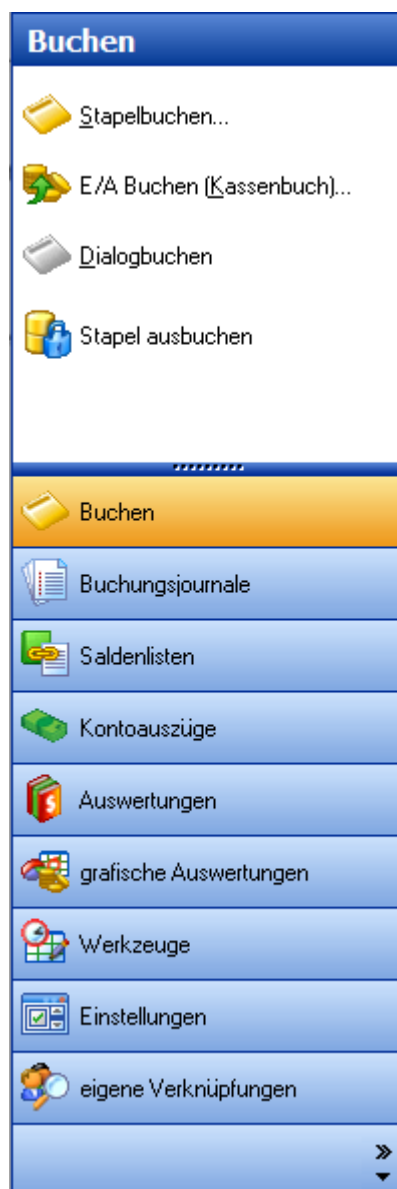 Buchen
Stapelbuchen...
E/A Buchen (Kassenbuch)...
Dialogbuchen
Stapel ausbuchen
Buchen
Buchungsjournale
Saldenlisten
Kontoauszüge
Auswertungen
grafische Auswertungen
Werkzeuge
Einstellungen
eigene Verknüpfungen